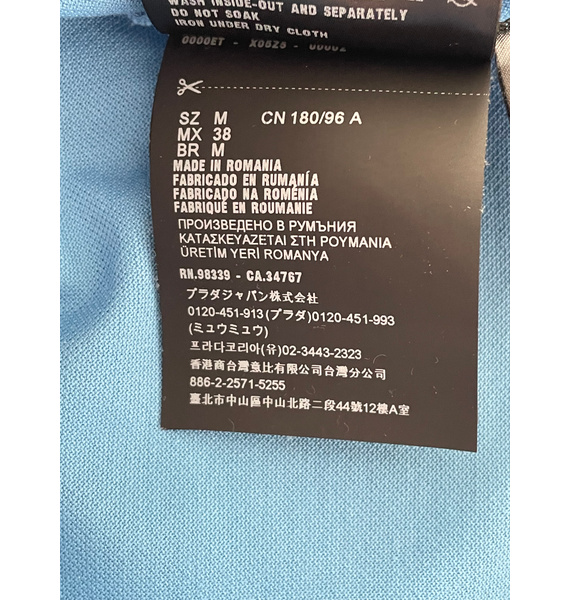 WASH INSIDE-OUT AND SEPARATELY
DO NOT SOAK
IRON UNDER DRY CLOTH
SZ M CN 180/96 A
MX 38
BR M
MADE IN ROMANIA
FABRICADO EN RUMANÍA
FABRICADO NA ROMÉNIA
FABRIQUÉ EN ROUMANIE
ПРОИЗВЕДЕНО В РУМЪНИЯ
ΚΑΤΑΣΚΕΥΑΖΕΤΑΙ ΣΤΗ ΡΟΥΜΑΝΙΑ
ÜRETİM YERİ ROMANYA
RN.98339 - CA.34767
プラダジャパン株式会社
0120-451-913(プラダ)0120-451-993
(ミュウミュウ)
프라다코리아(유)02-3443-2323
香港商台灣意比有限公司台灣分公司
886-2-2571-5255
臺北市中山區中山北路二段44號12樓A室